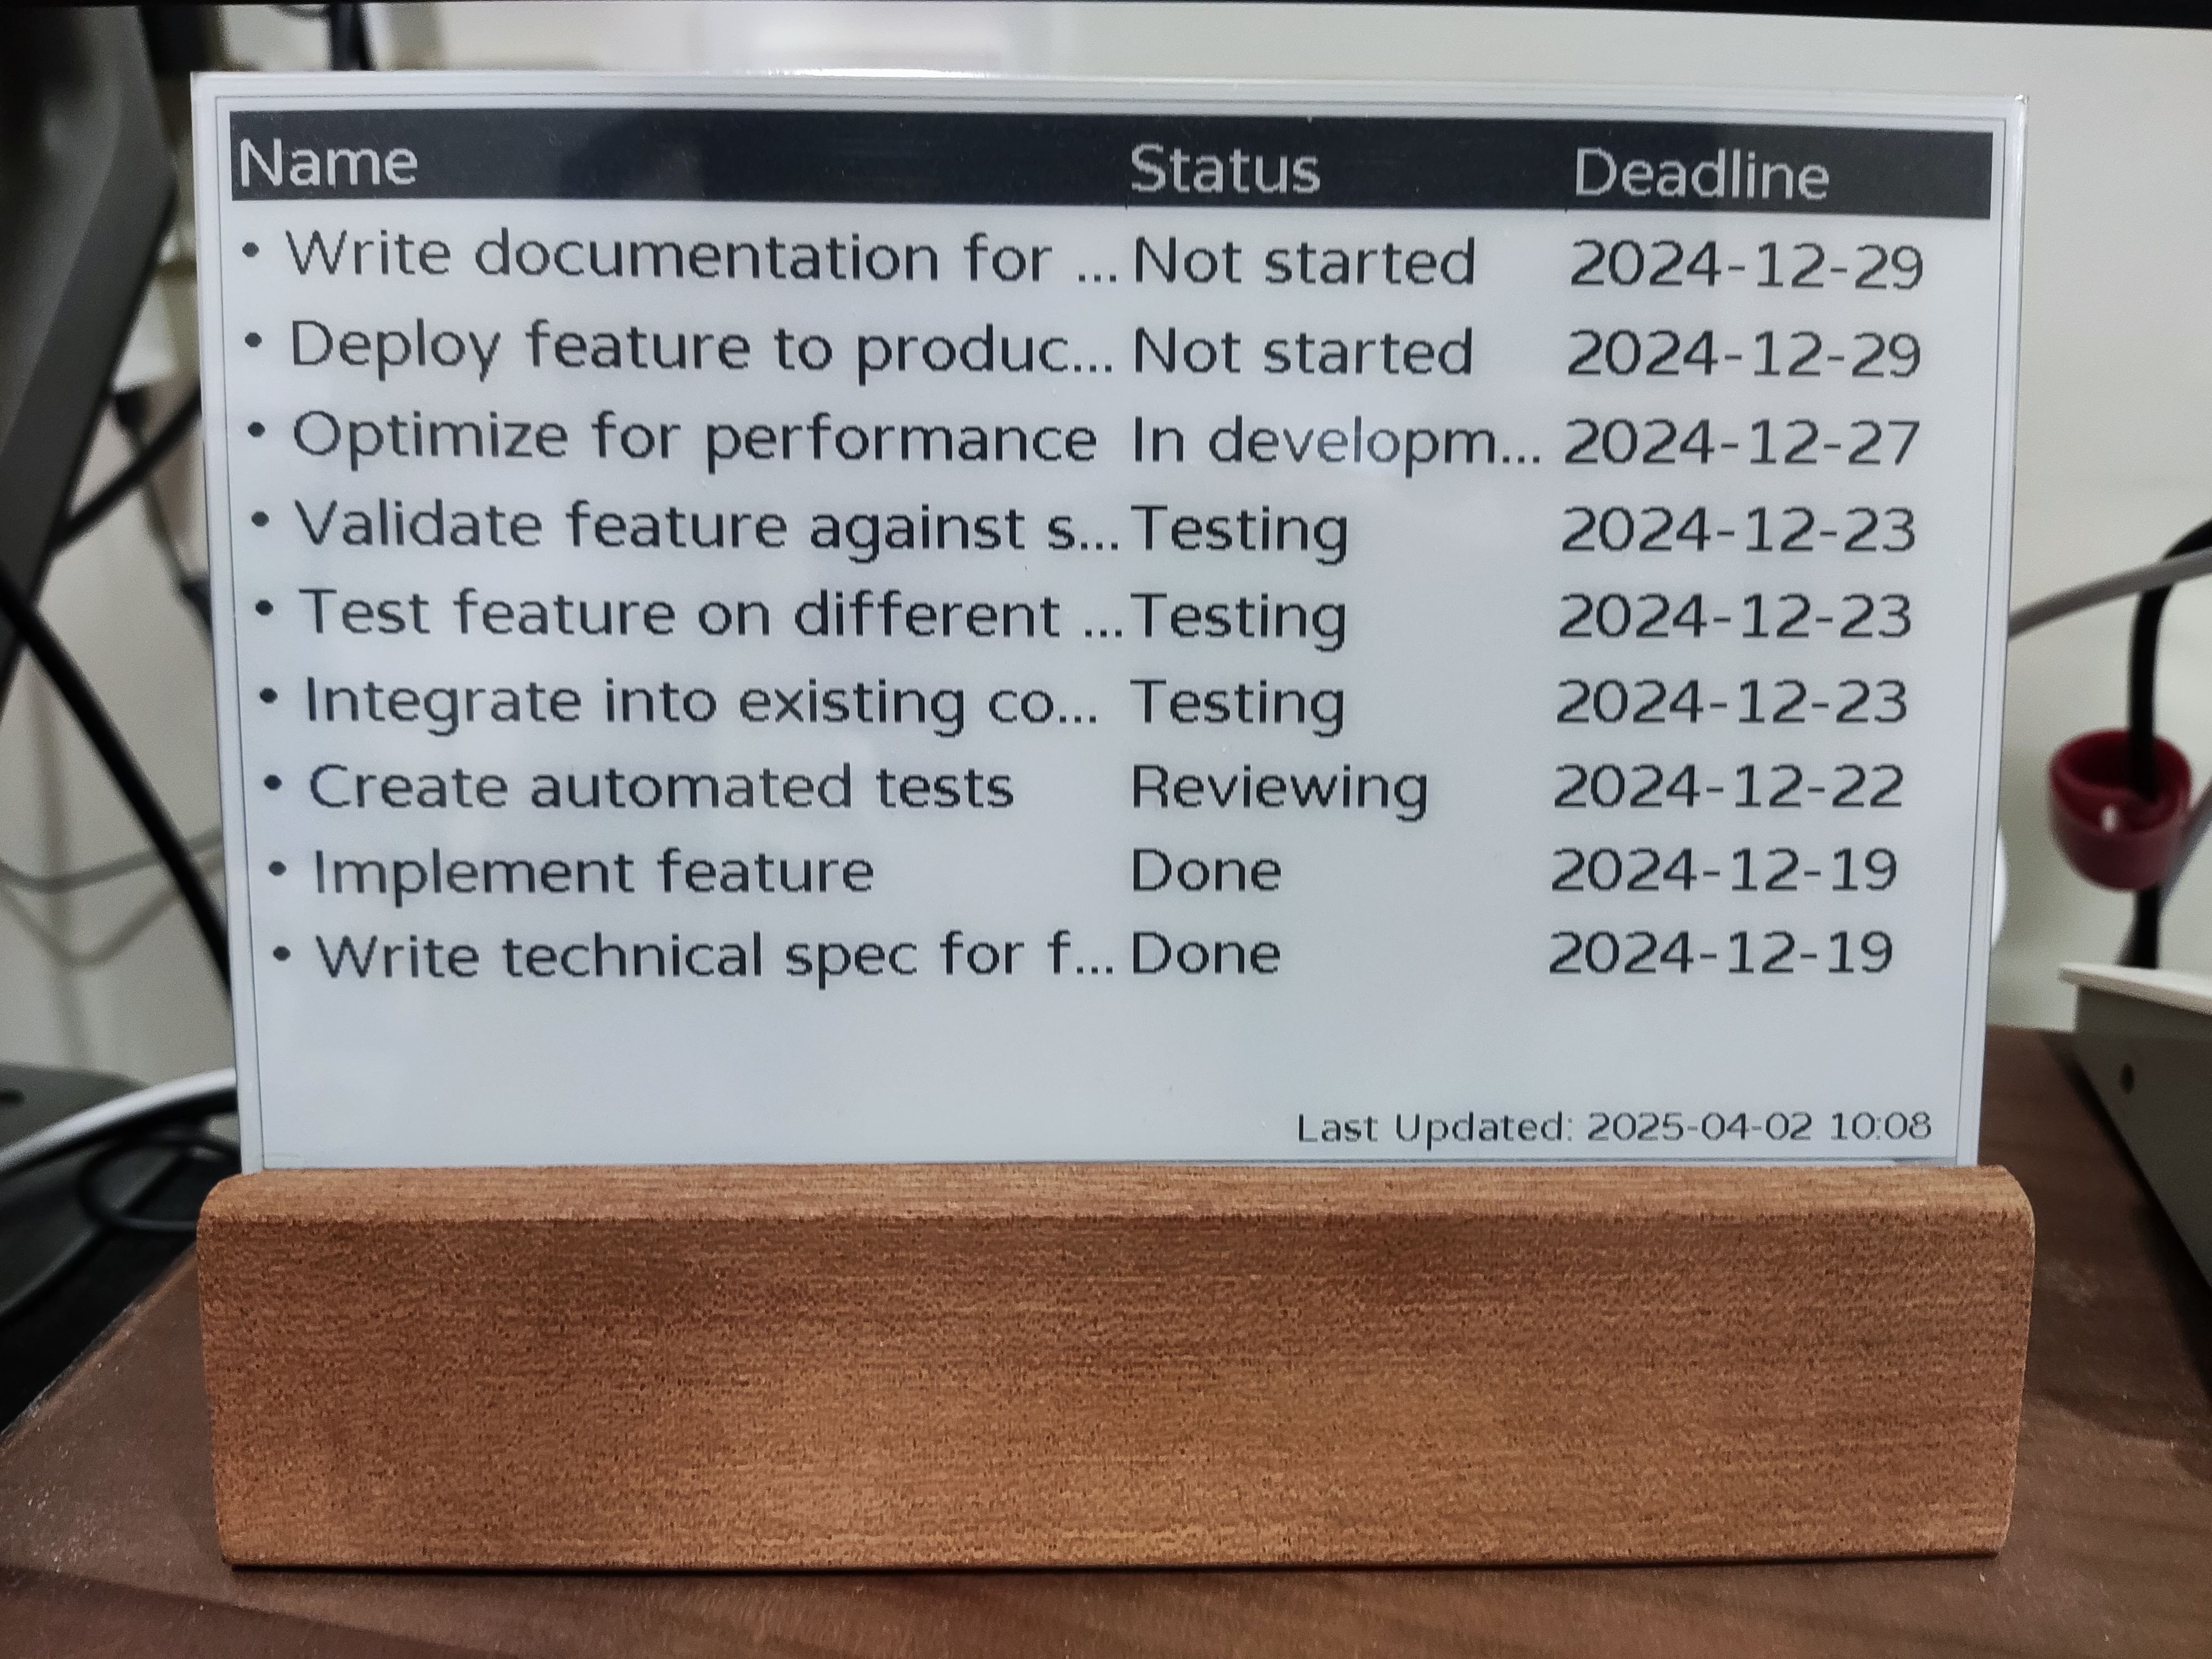 Name Status Deadline
• Write documentation for ... Not started 2024-12-29
• Deploy feature to produc... Not started 2024-12-29
• Optimize for performance In developm... 2024-12-27
• Validate feature against s... Testing 2024-12-23
• Test feature on different ... Testing 2024-12-23
• Integrate into existing co... Testing 2024-12-23
• Create automated tests Reviewing 2024-12-22
• Implement feature Done 2024-12-19
• Write technical spec for f... Done 2024-12-19
Last Updated: 2025-04-02 10:08